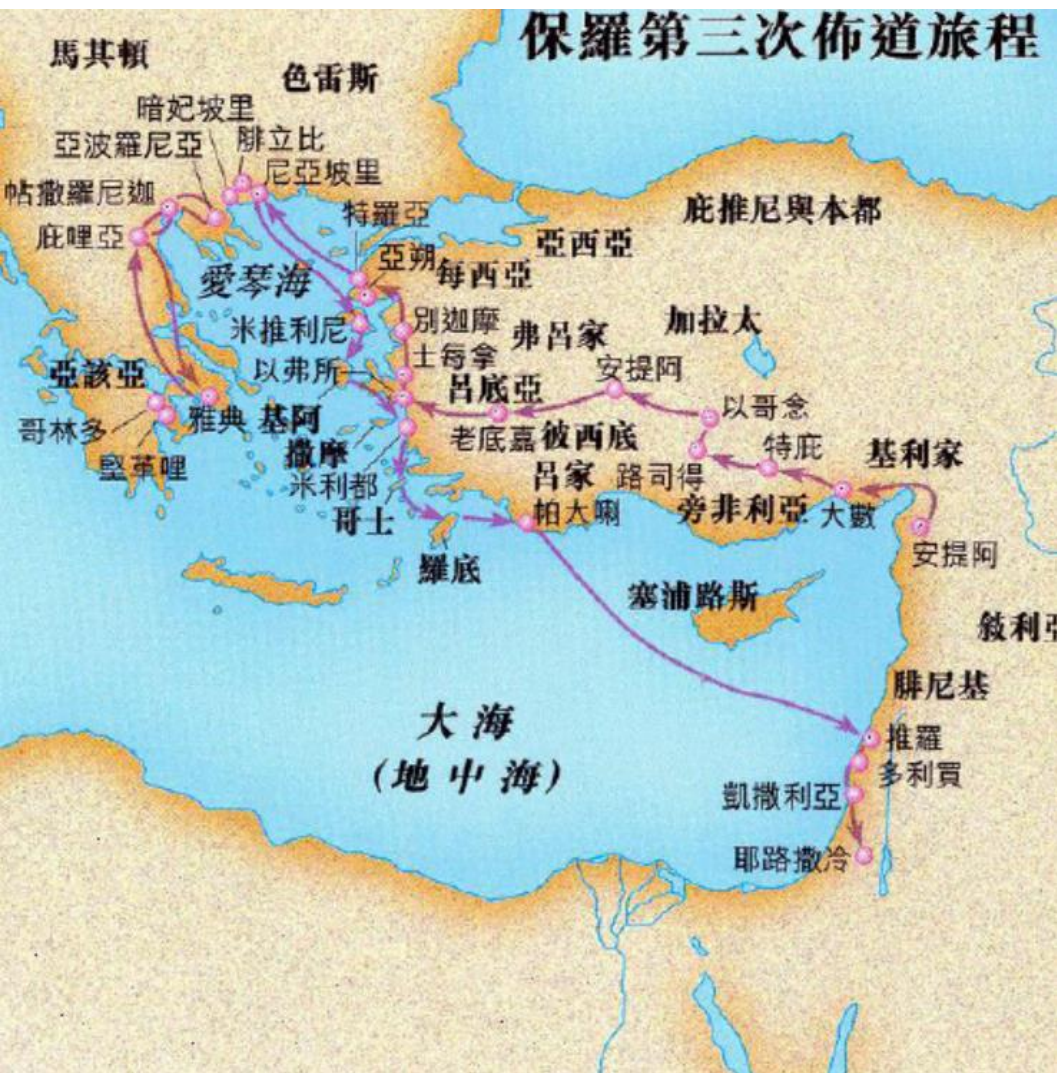 保羅第三次佈道旅程
馬其頓
色雷斯
暗妃坡里
亞波羅尼亞
腓立比
尼亞坡里
帖撒羅尼迦
特羅亞
庇推尼與本都
庇哩亞
亞西亞
亞朔
每西亞
愛琴海
米推利尼
別迦摩
弗呂家
加拉太
士每拿
以弗所
安提阿
亞該亞
呂底亞
以哥念
哥林多
雅典
基阿
老底嘉
彼西底
特庇
基利家
撒摩
堅革哩
米利都
呂家
路司得
旁非利亞
大數
哥士
帕大喇
安提阿
羅底
塞浦路斯
敍利亞
腓尼基
大海
(地中海)
推羅
多利買
凱撒利亞
耶路撒冷